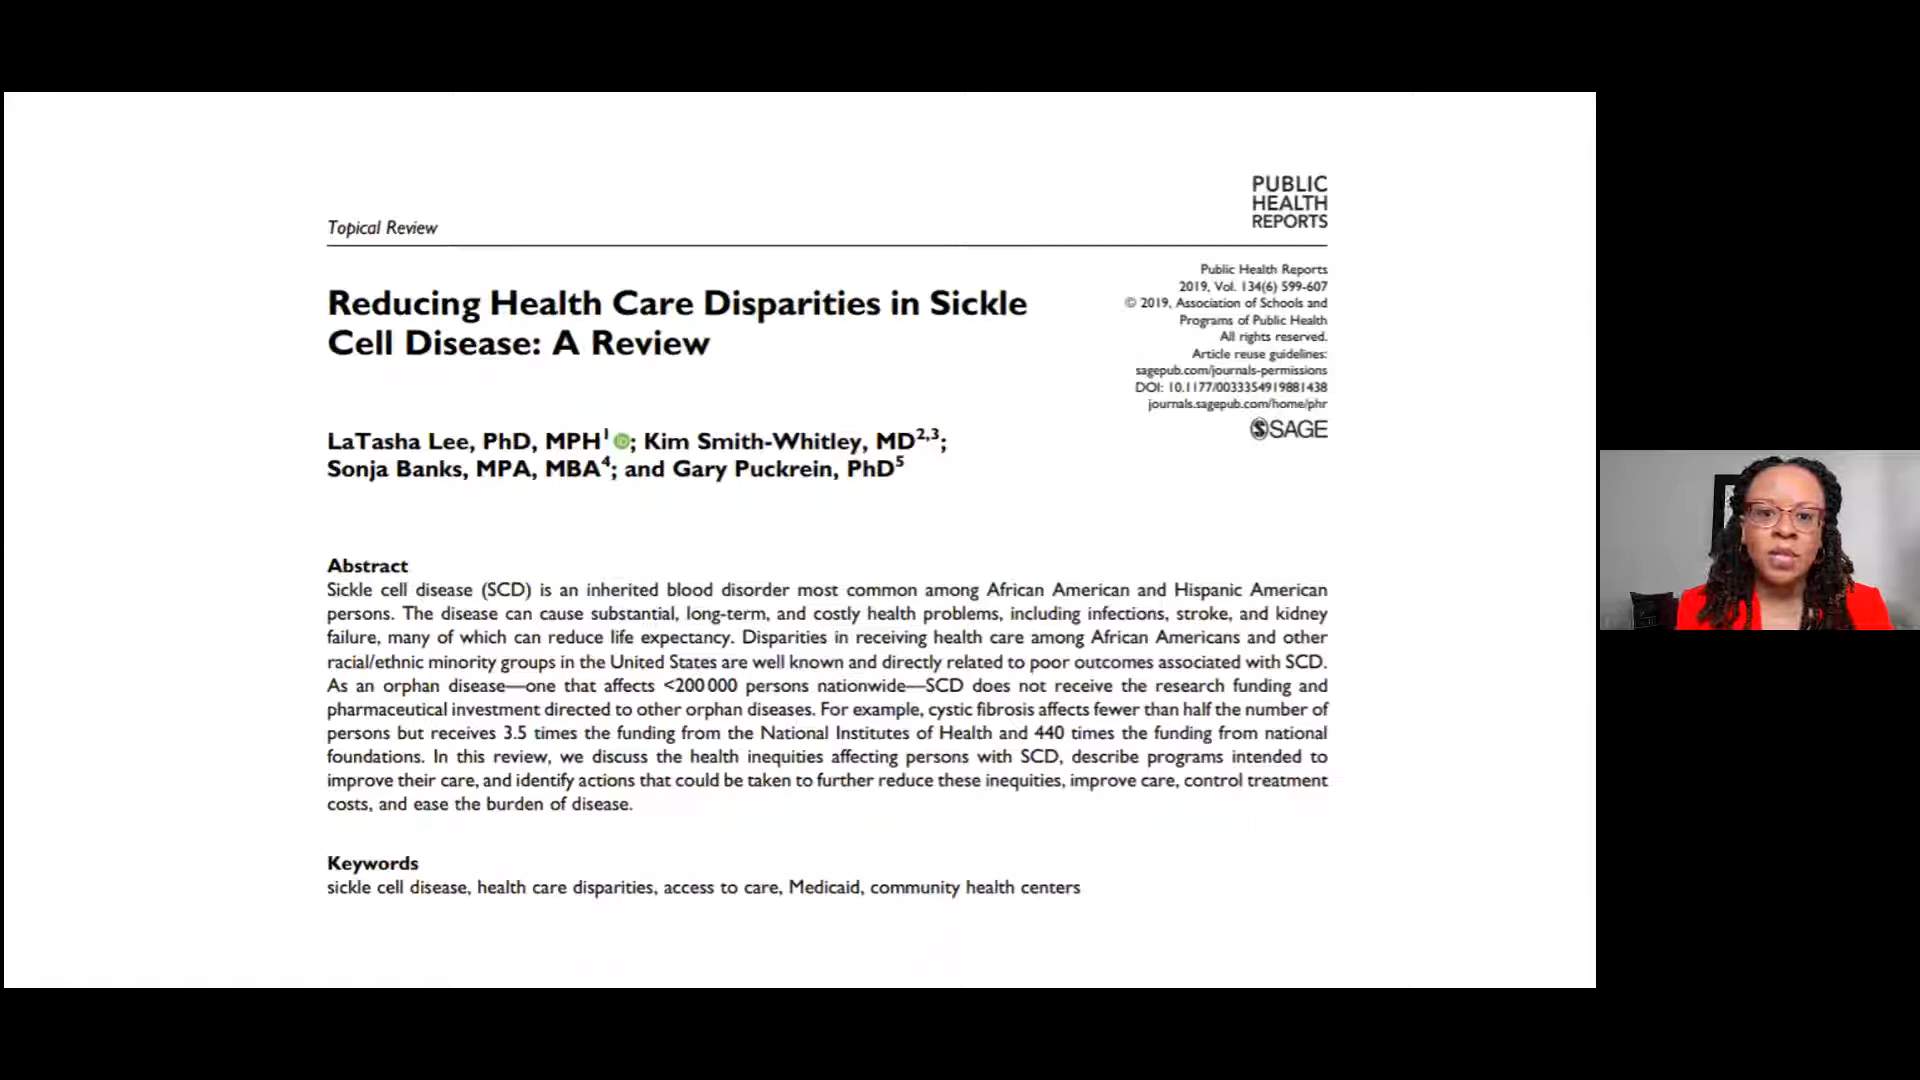 PUBLIC
HEALTH
REPORTS
Topical Review
Public Health Reports
2019, Vol. 134(6) 599-607
© 2019, Association of Schools and
Programs of Public Health
All rights reserved.
Article reuse guidelines:
sagepub.com/journals-permissions
DOI: 10.1177/0033354919881438
journals.sagepub.com/home/phr
SAGE
Reducing Health Care Disparities in Sickle
Cell Disease: A Review
LaTasha Lee, PhD, MPH1 iD; Kim Smith-Whitley, MD2,3;
Sonja Banks, MPA, MBA4; and Gary Puckrein, PhD5
Abstract
Sickle cell disease (SCD) is an inherited blood disorder most common among African American and Hispanic American
persons. The disease can cause substantial, long-term, and costly health problems, including infections, stroke, and kidney
failure, many of which can reduce life expectancy. Disparities in receiving health care among African Americans and other
racial/ethnic minority groups in the United States are well known and directly related to poor outcomes associated with SCD.
As an orphan disease—one that affects <200 000 persons nationwide—SCD does not receive the research funding and
pharmaceutical investment directed to other orphan diseases. For example, cystic fibrosis affects fewer than half the number of
persons but receives 3.5 times the funding from the National Institutes of Health and 440 times the funding from national
foundations. In this review, we discuss the health inequities affecting persons with SCD, describe programs intended to
improve their care, and identify actions that could be taken to further reduce these inequities, improve care, control treatment
costs, and ease the burden of disease.
Keywords
sickle cell disease, health care disparities, access to care, Medicaid, community health centers